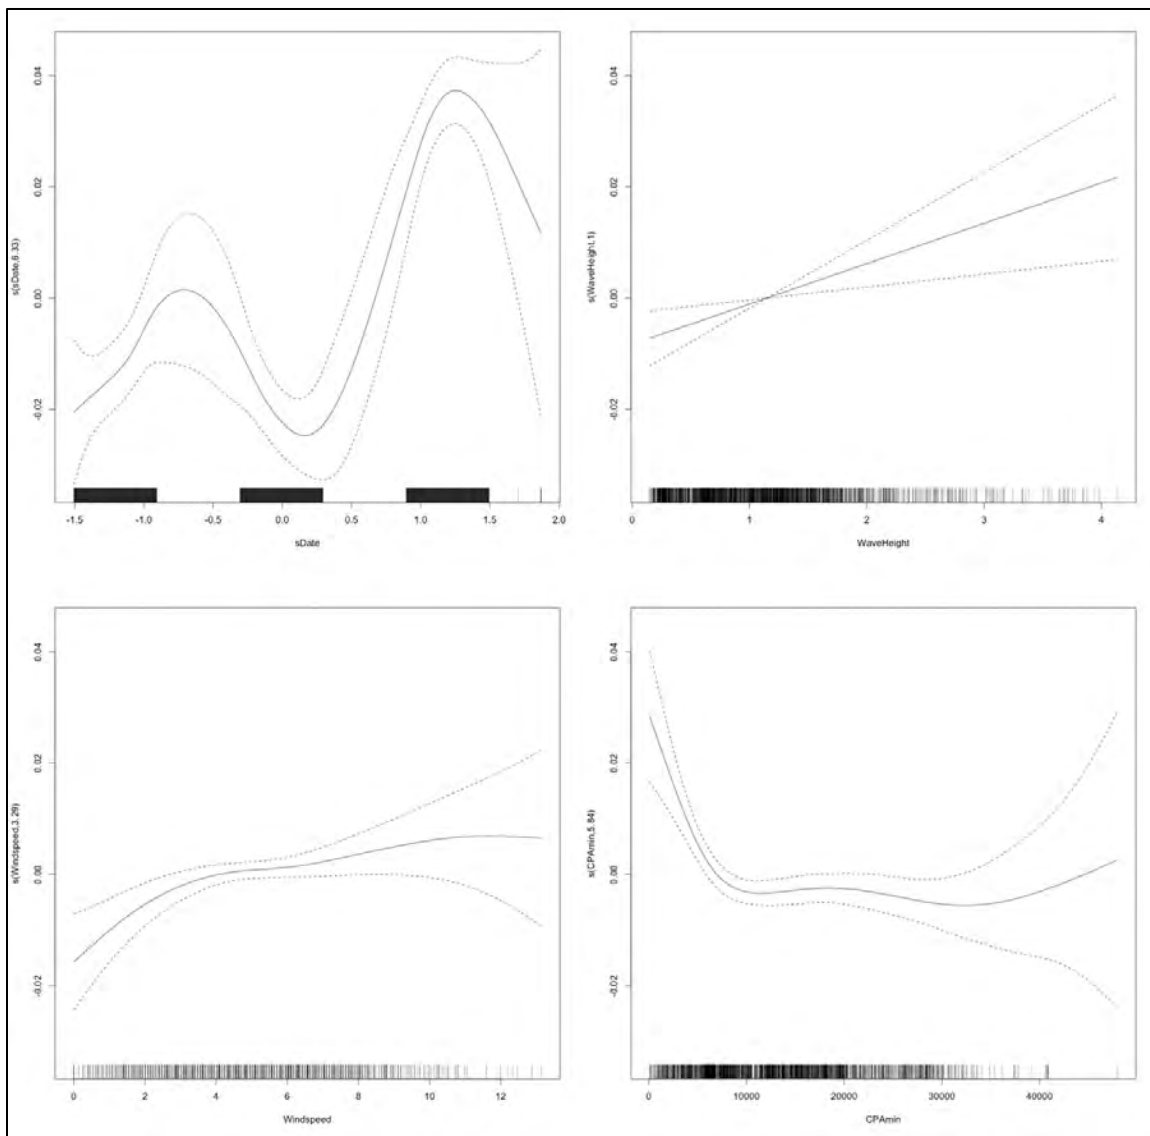 s(sDate,6.33)
0.04
0.02
0.00
-0.02
-1.5 -1.0 -0.5 0.0 0.5 1.0 1.5 2.0
sDate
s(WaveHeight,1)
0.04
0.02
0.00
-0.02
0 1 2 3 4
WaveHeight
s(Windspeed,3.29)
0.04
0.02
0.00
-0.02
0 2 4 6 8 10 12
Windspeed
s(CPAmin,5.84)
0.04
0.02
0.00
-0.02
0 10000 20000 30000 40000
CPAmin